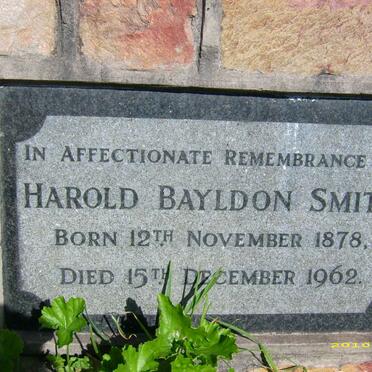 IN AFFECTIONATE REMEMBRANCE
HAROLD BAYLDON SMIT
BORN 12TH NOVEMBER 1878,
DIED 15TH DECEMBER 1962.
2010